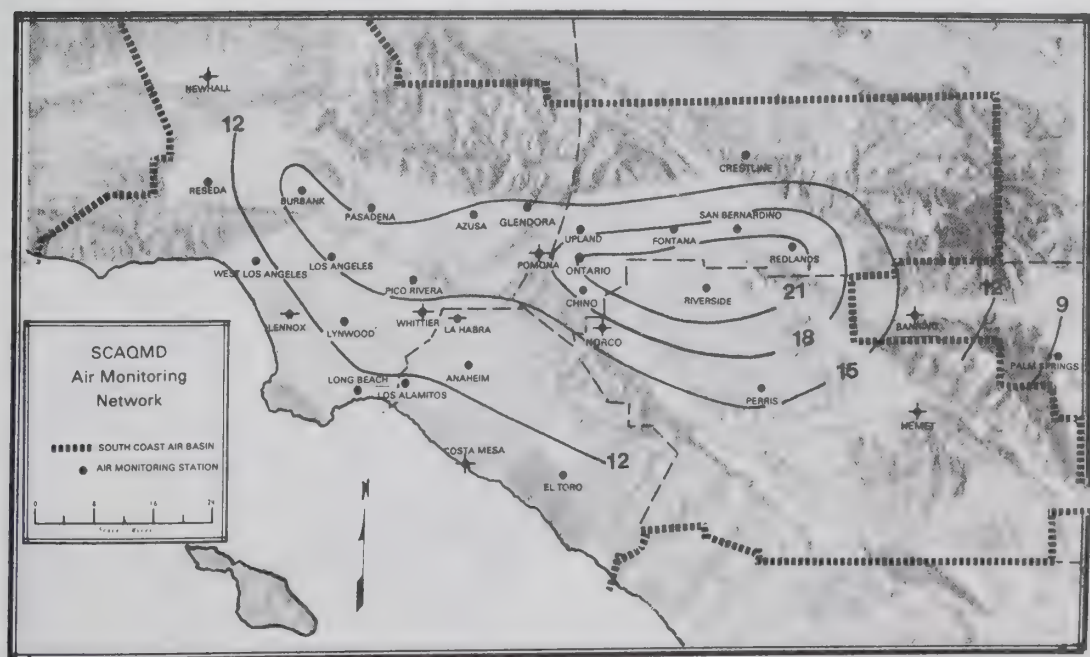 NEWHALL
12
CRESTLINE
RESEDA
BURBANK
PASADENA
AZUSA
GLENDORA
SAN BERNARDINO
UPLAND
FONTANA
REDLANDS
WEST LOS ANGELES
LOS ANGELES
POMONA
ONTARIO
PICO RIVERA
CHINO
RIVERSIDE
21
12
9
LENNOX
LYNWOOD
WHITTIER
LA HABRA
NORCO
18
BANNING
SCAQMD
Air Monitoring
Network
ANAHEIM
15
PALM SPRINGS
LONG BEACH
LOS ALAMITOS
PERRIS
HEMET
SOUTH COAST AIR BASIN
AIR MONITORING STATION
COSTA MESA
12
EL TORO
0
8
16
24